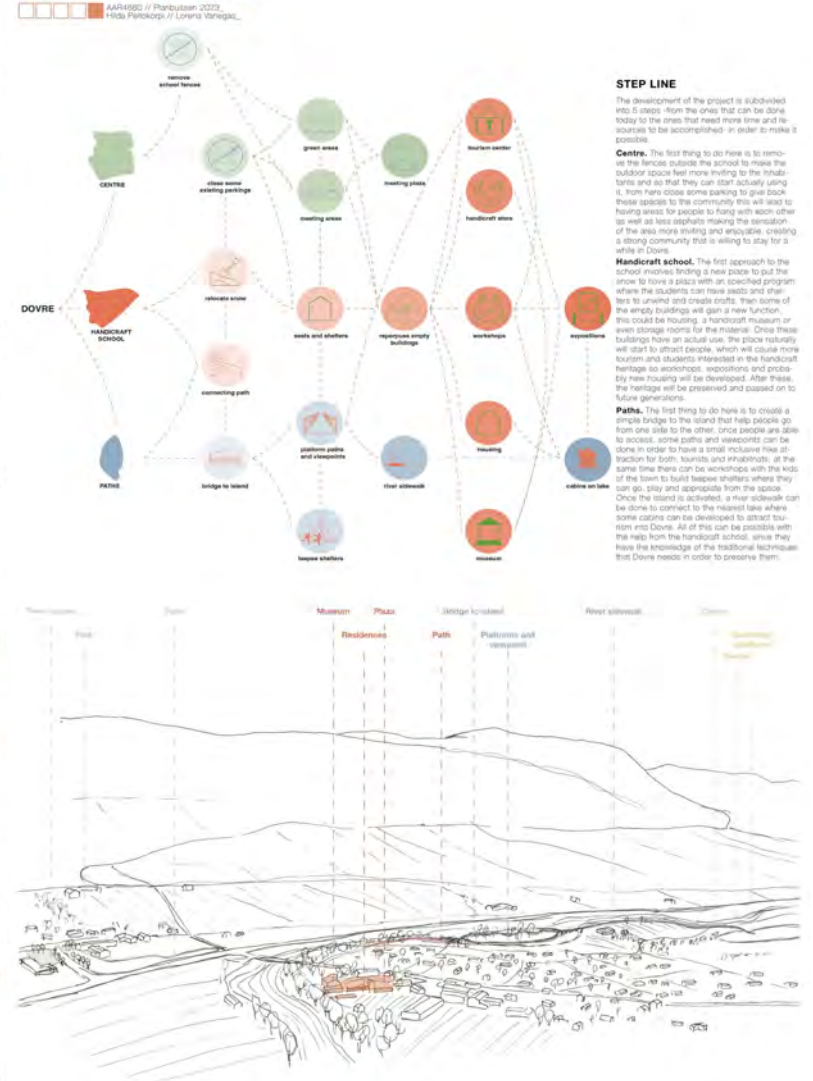 AAR4660 // Planbussen 2023_
Hilda Peltokorpi // Lorena Vanegas_
remove
school fences
CENTRE
close some
existing parkings
green areas
meeting areas
meeting plaza
tourism center
handicraft store
relocate snow
DOVRE
HANDICRAFT
SCHOOL
seats and shelters
repurpuse empty
buildings
workshops
expositions
connecting path
PATHS
bridge to island
platform paths
and viewpoints
river sidewalk
housing
cabins on lake
teepee shelters
museum
STEP LINE
The development of the project is subdivided
into 5 steps -from the ones that can be done
today to the ones that need more time and re-
sources to be accomplished- in order to make it
possible.
Centre. The first thing to do here is to remo-
ve the fences outside the school to make the
outdoor space feel more inviting to the inhabi-
tants and so that they can start actually using
it, from here close some parking to give back
these spaces to the community this will lead to
having areas for people to hang with each other
as well as less asphalts making the sensation
of the area more inviting and enjoyable, creating
a strong community that is willing to stay for a
while in Dovre.
Handicraft school. The first approach to the
school involves finding a new place to put the
snow to have a plaza with an specified program
where the students can have seats and shel-
ters to unwind and create crafts, then some of
the empty buildings will gain a new function,
this could be housing, a handicraft museum or
even storage rooms for the material. Once these
buildings have an actual use, the place naturally
will start to attract people, which will cause more
tourism and students interested in the handicraft
heritage so workshops, expositions and proba-
bly new housing will be developed. After these,
the heritage will be preserved and passed on to
future generations.
Paths. The first thing to do here is to create a
simple bridge to the island that help people go
from one side to the other, once people are able
to access, some paths and viewpoints can be
done in order to have a small inclusive hike at-
traction for both, tourists and inhabitnats; at the
same time there can be workshops with the kids
of the town to build teepee shelters where they
can go, play and appropiate from the space.
Once the island is activated, a river sidewalk can
be done to connect to the nearest lake where
some cabins can be developed to attract tou-
rism into Dovre. All of this can be possible with
the help from the handicraft school, since they
have the knowledge of the traditional techniques
that Dovre needs in order to preserve them.
Museum
Plaza
Bridge to island
River sidewalk
Residences
Path
Platforms and
viewpoint